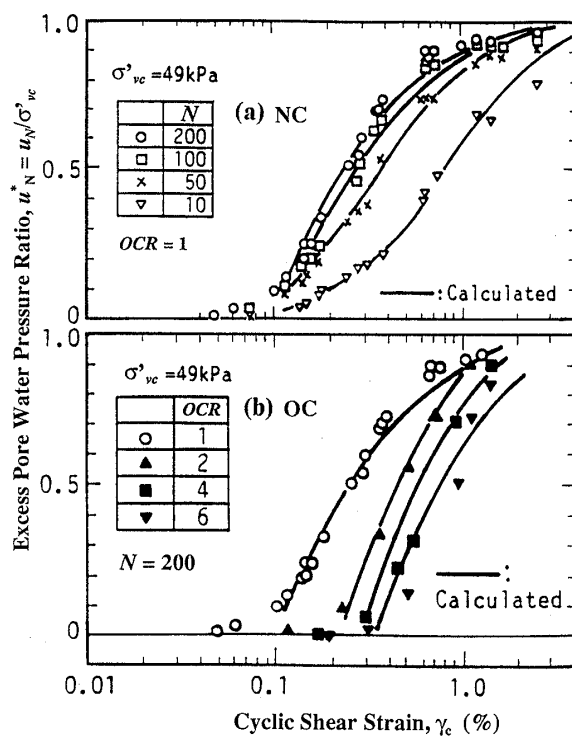 Excess Pore Water Pressure Ratio, u*N = uN/σ'vc
1.0
0.5
0
σ'vc = 49kPa
(a) NC
N
200
100
50
10
OCR = 1
:Calculated
1.0
0.5
0
σ'vc = 49kPa
(b) OC
OCR
1
2
4
6
N = 200
:
Calculated
0.01
0.1
1.0
Cyclic Shear Strain, γc (%)